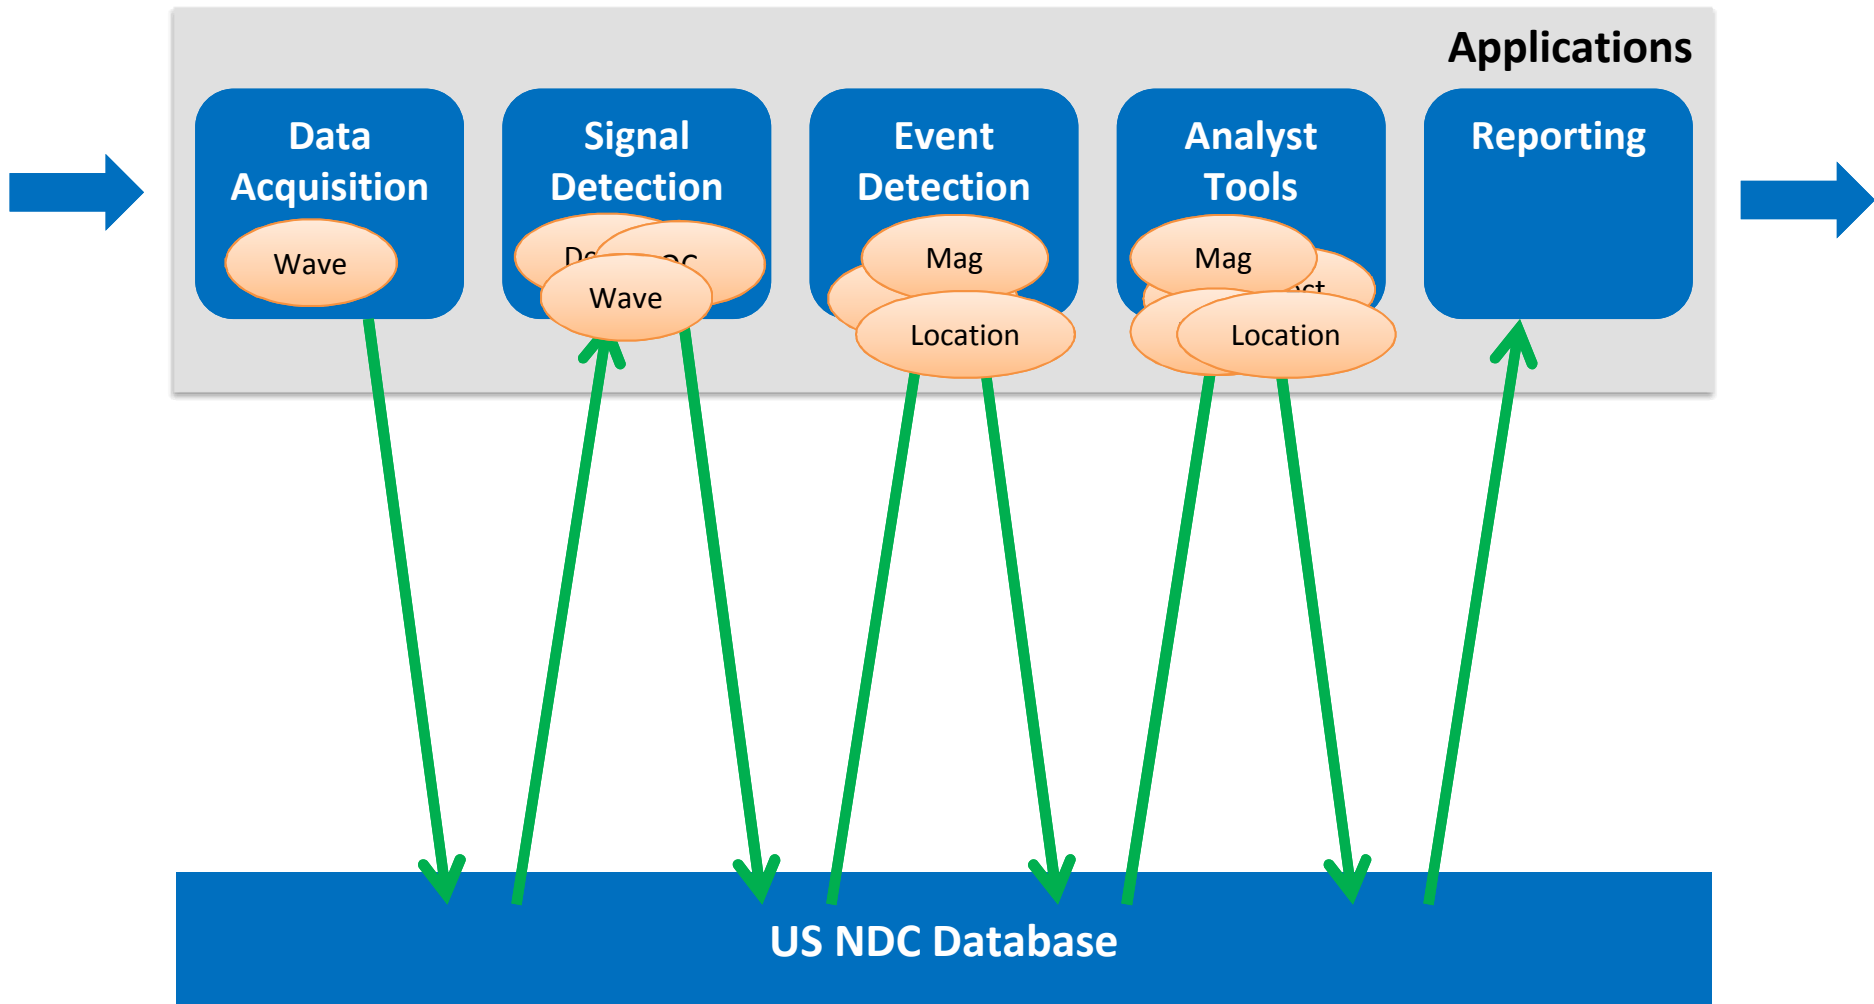 Applications
Data
Acquisition
Wave
Signal
Detection
Wave
Event
Detection
Mag
Location
Analyst
Tools
Mag
Location
Reporting
US NDC Database